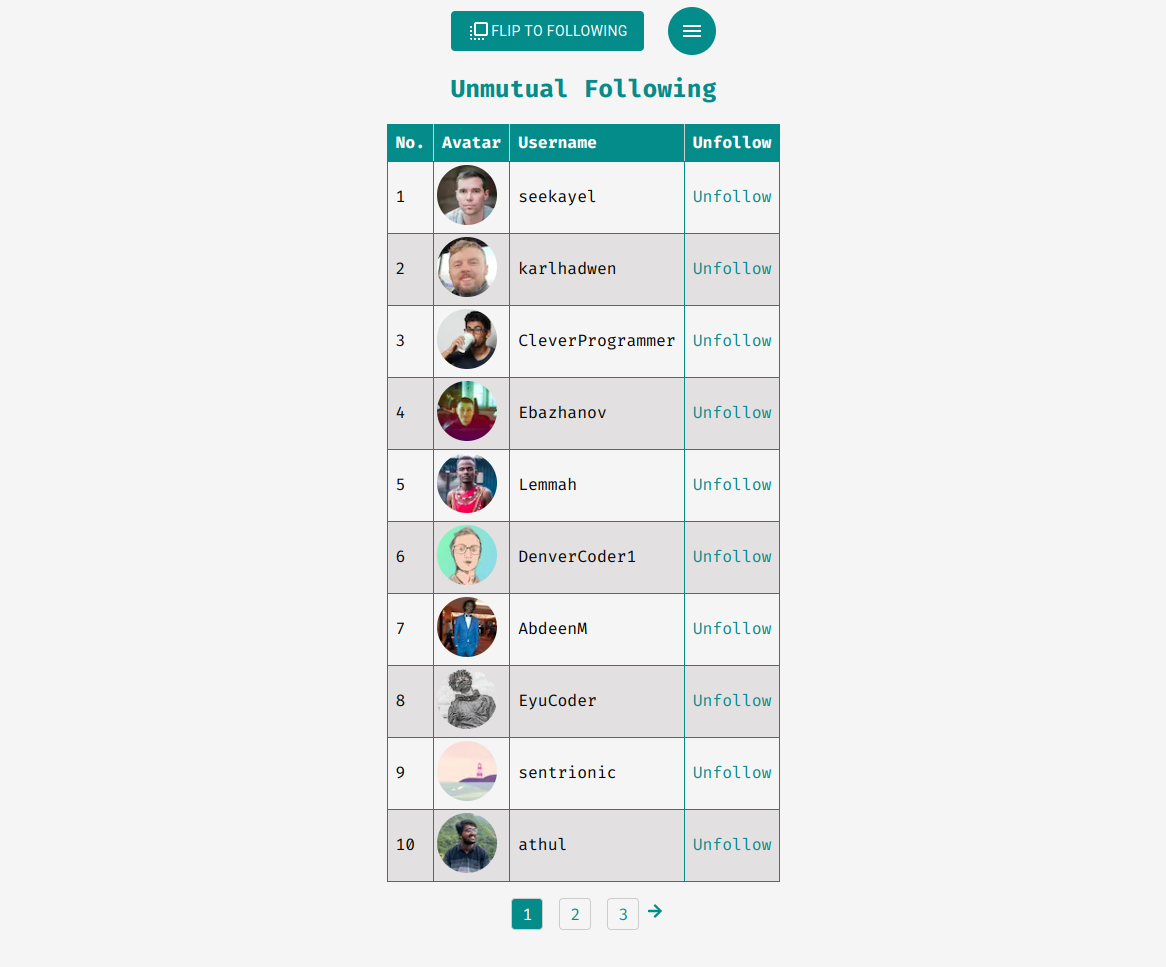 FLIP TO FOLLOWING
Unmutual Following
No. Avatar Username Unfollow
1 seekayel Unfollow
2 karlhadwen Unfollow
3 CleverProgrammer Unfollow
4 Ebazhanov Unfollow
5 Lemmah Unfollow
6 DenverCoder1 Unfollow
7 AbdeenM Unfollow
8 EyuCoder Unfollow
9 sentrionic Unfollow
10 athul Unfollow
1 2 3